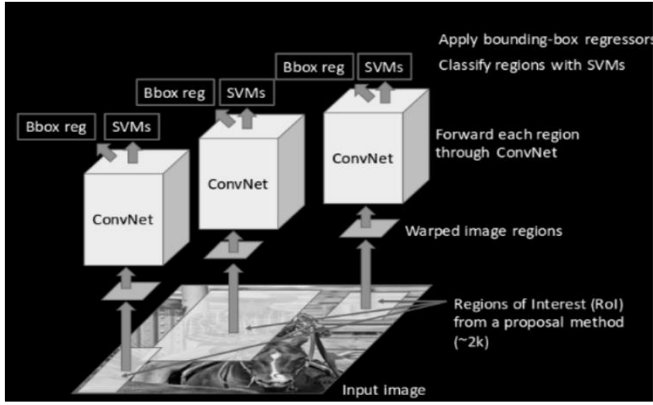 Apply bounding-box regressors
Bbox reg SVMs
Classify regions with SVMs
Bbox reg SVMs
Bbox reg SVMs
Forward each region
through ConvNet
ConvNet
ConvNet
ConvNet
Warped image regions
Regions of Interest (RoI)
from a proposal method
(~2k)
Input image